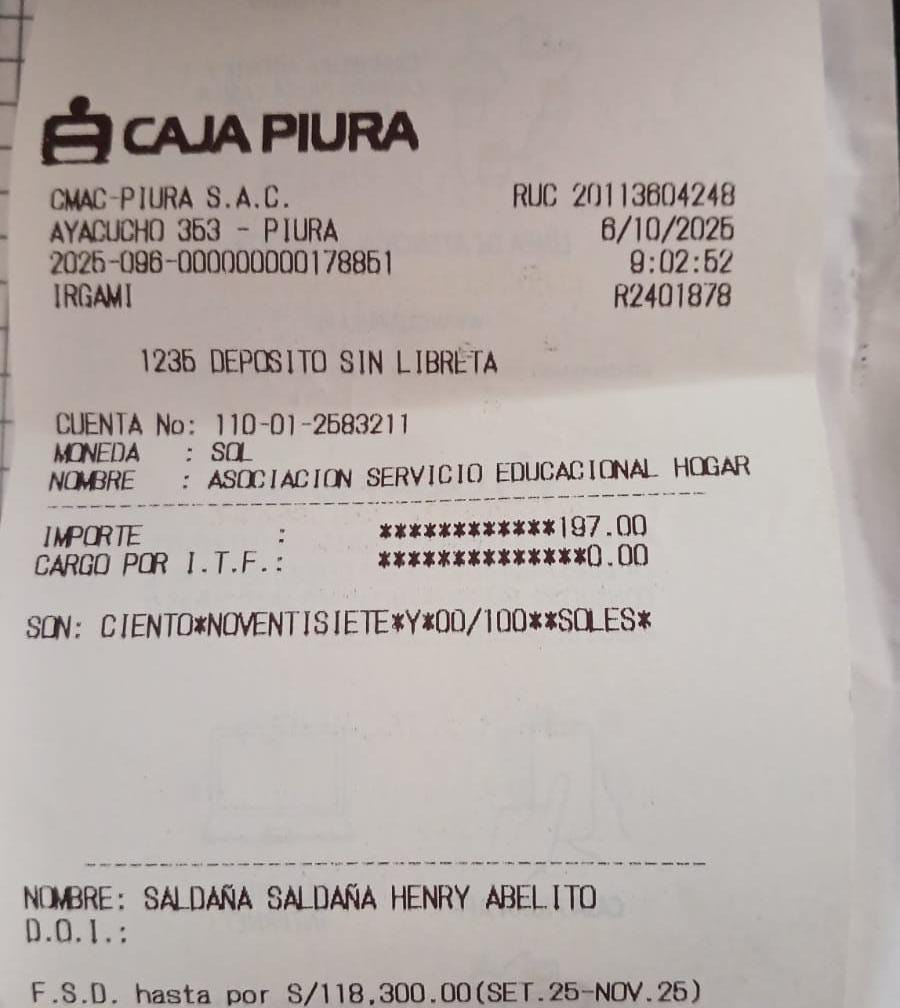 CAJA PIURA
CMAC-PIURA S.A.C. RUC 20113604248
AYACUCHO 353 - PIURA 6/10/2025
2025-096-000000000178851 9:02:52
IRGAMI R2401878
1235 DEPOSITO SIN LIBRETA
CUENTA No: 110-01-2583211
MONEDA : SOL
NOMBRE : ASOCIACION SERVICIO EDUCACIONAL HOGAR
IMPORTE : ************197.00
CARGO POR I.T.F.: **************0.00
SON: CIENTO*NOVENTISIETE*Y*00/100**SOLES*
NOMBRE: SALDAÑA SALDAÑA HENRY ABELITO
D.O.I.:
F.S.D. hasta por S/118,300.00(SET.25-NOV.25)